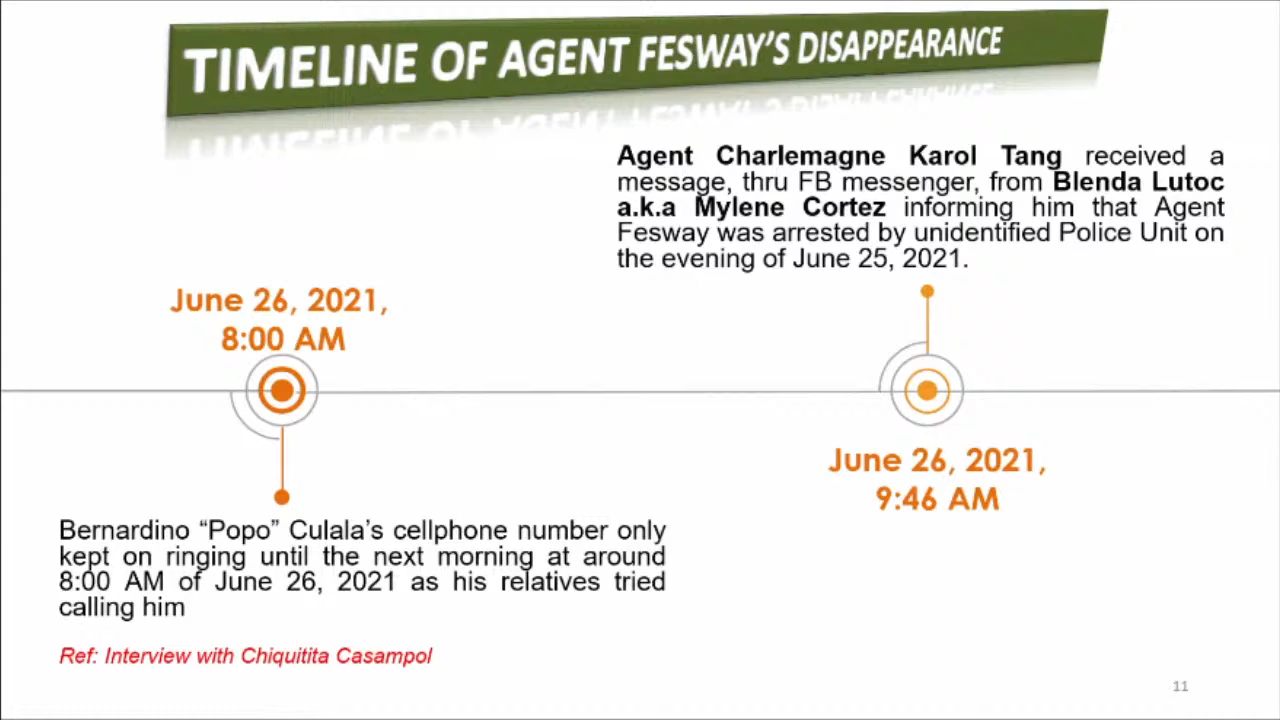 TIMELINE OF AGENT FESWAY'S DISAPPEARANCE
Agent Charlemagne Karol Tang received a
message, thru FB messenger, from Blenda Lutoc
a.k.a Mylene Cortez informing him that Agent
Fesway was arrested by unidentified Police Unit on
the evening of June 25, 2021.
June 26, 2021,
8:00 AM
June 26, 2021,
9:46 AM
Bernardino “Popo” Culala’s cellphone number only
kept on ringing until the next morning at around
8:00 AM of June 26, 2021 as his relatives tried
calling him
Ref: Interview with Chiquitita Casampol
11